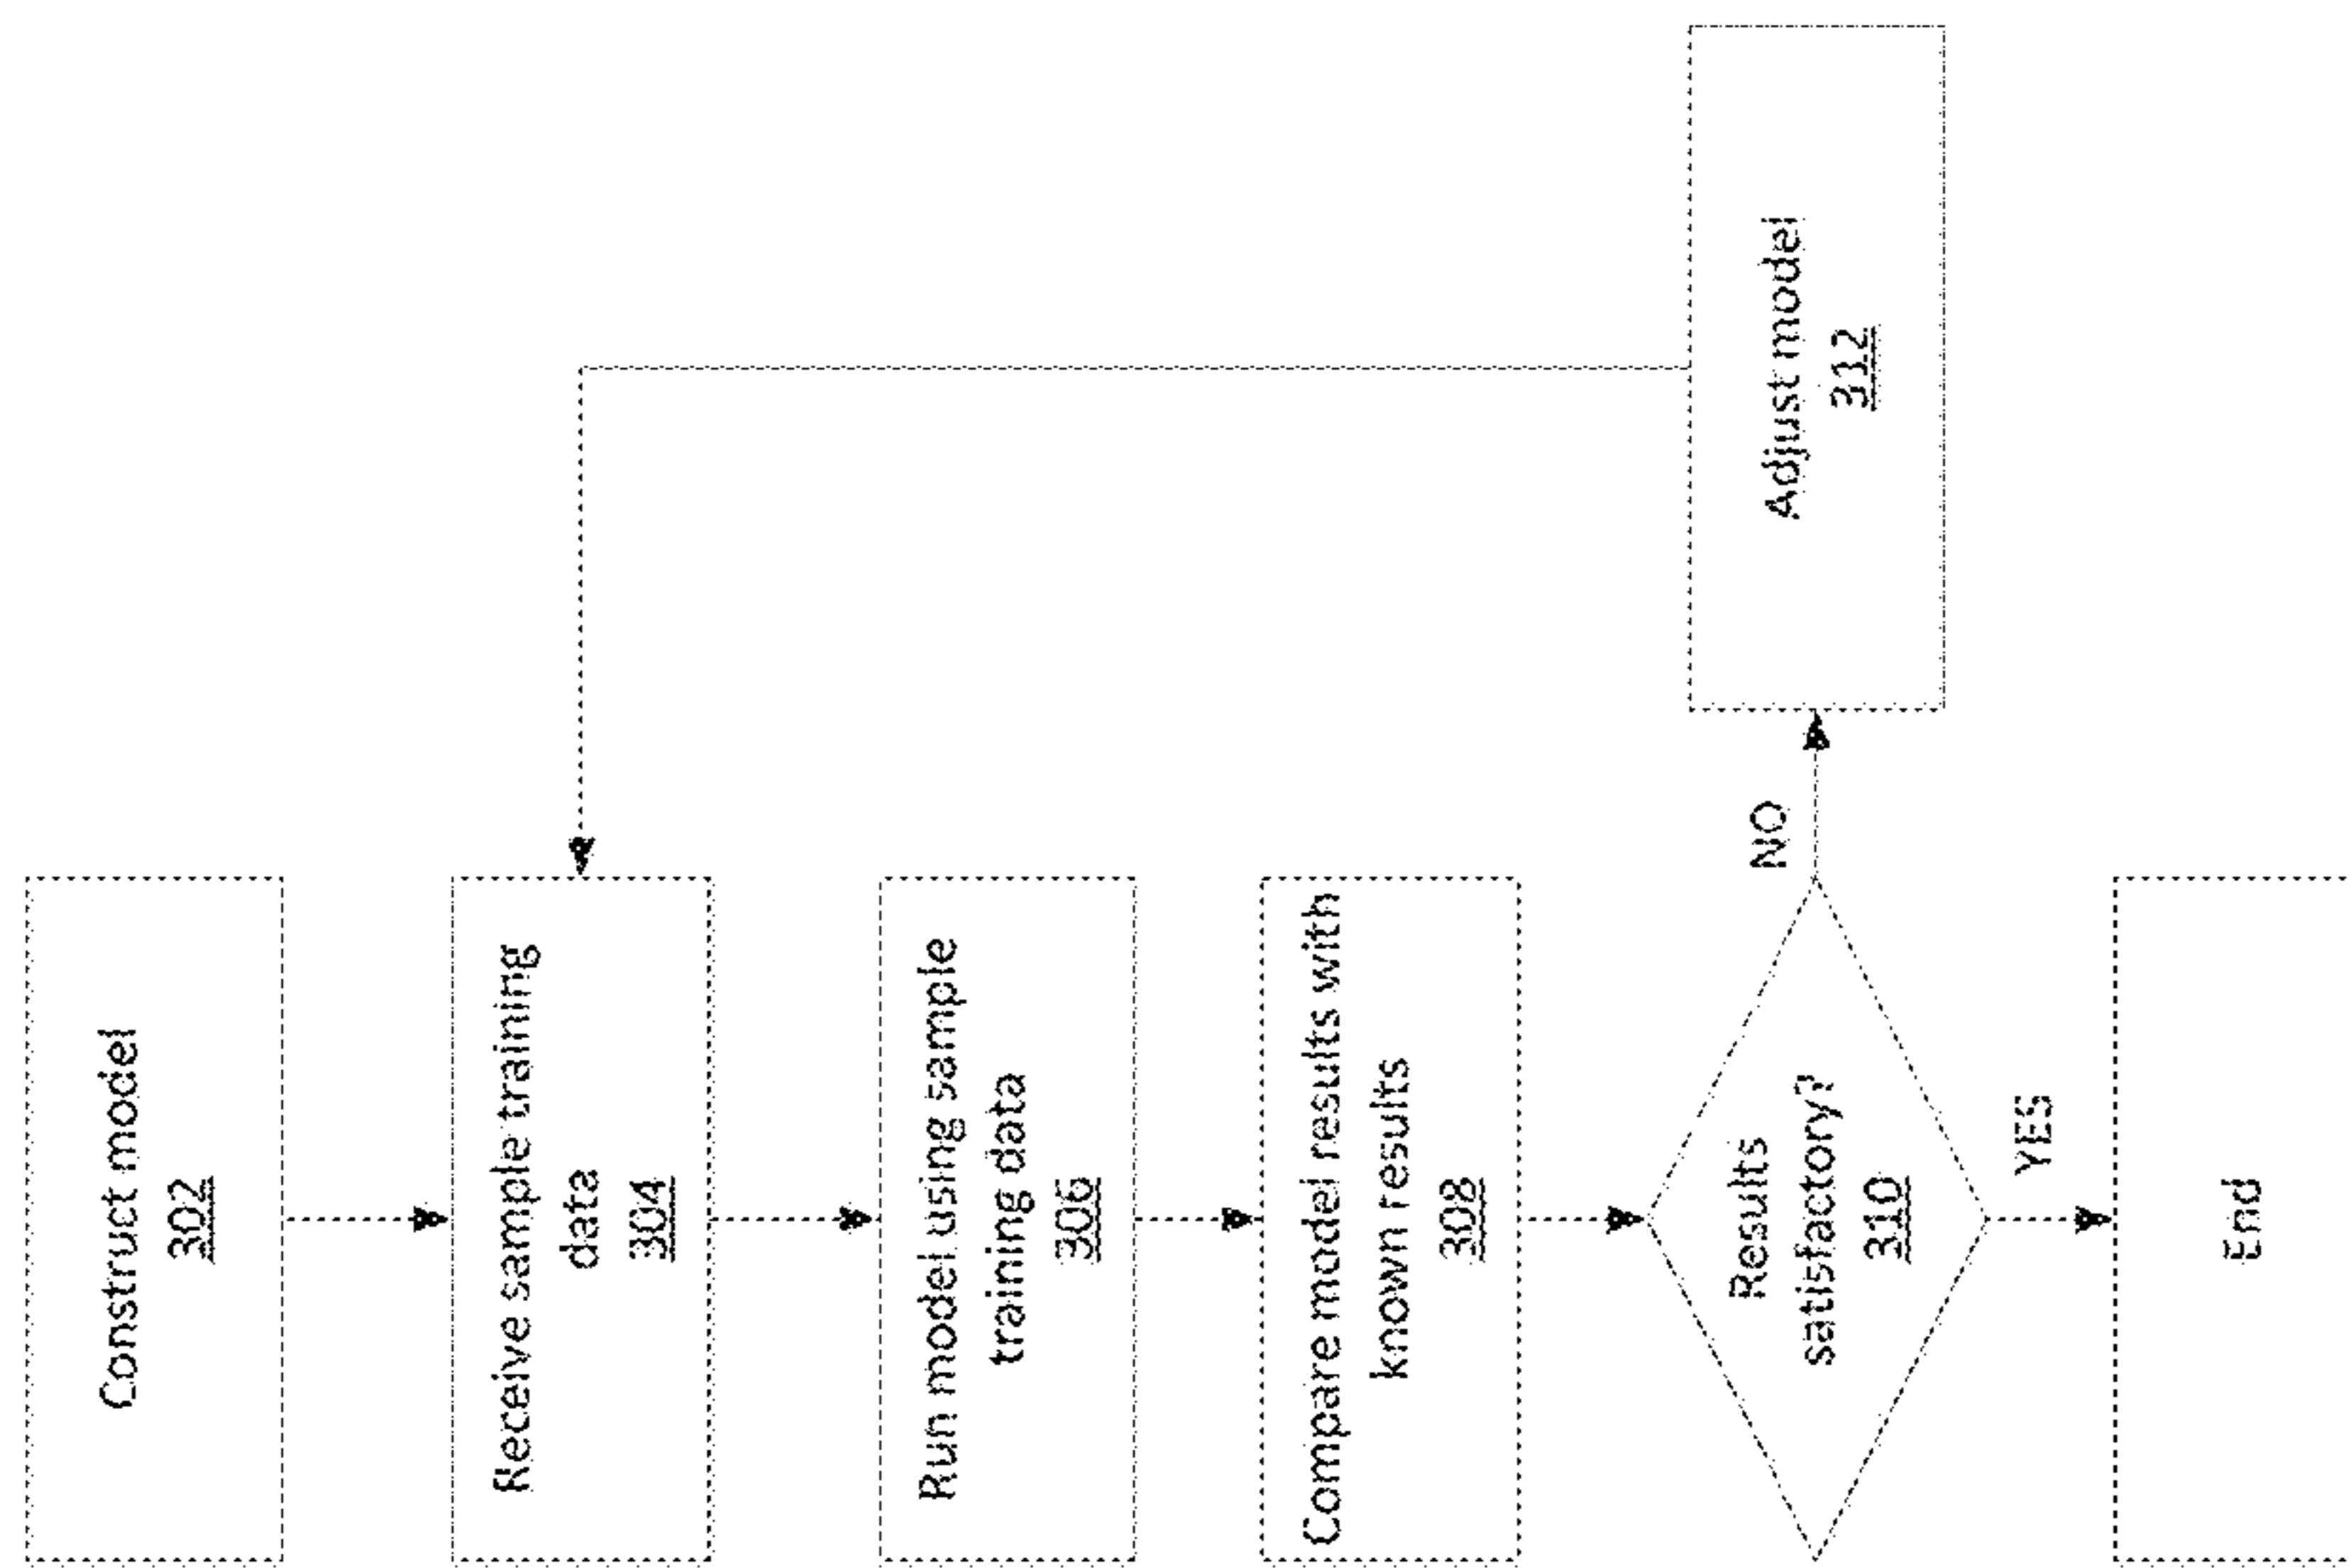 Construct model
302
Receive sample training
data
304
Run model using sample
training data
306
Compare model results with
known results
308
Results
satisfactory?
310
NO
Adjust model
312
YES
End